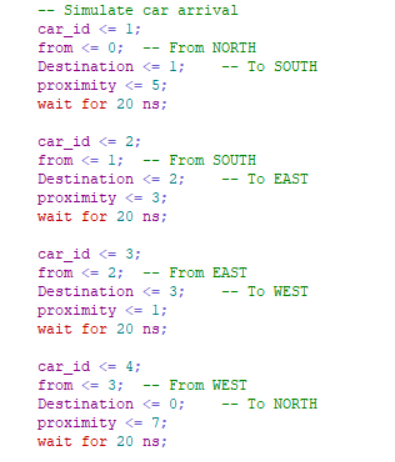 -- Simulate car arrival
car_id <= 1;
from <= 0;  -- From NORTH
Destination <= 1;    -- To SOUTH
proximity <= 5;
wait for 20 ns;

car_id <= 2;
from <= 1;  -- From SOUTH
Destination <= 2;    -- To EAST
proximity <= 3;
wait for 20 ns;

car_id <= 3;
from <= 2;  -- From EAST
Destination <= 3;    -- To WEST
proximity <= 1;
wait for 20 ns;

car_id <= 4;
from <= 3;  -- From WEST
Destination <= 0;    -- To NORTH
proximity <= 7;
wait for 20 ns;